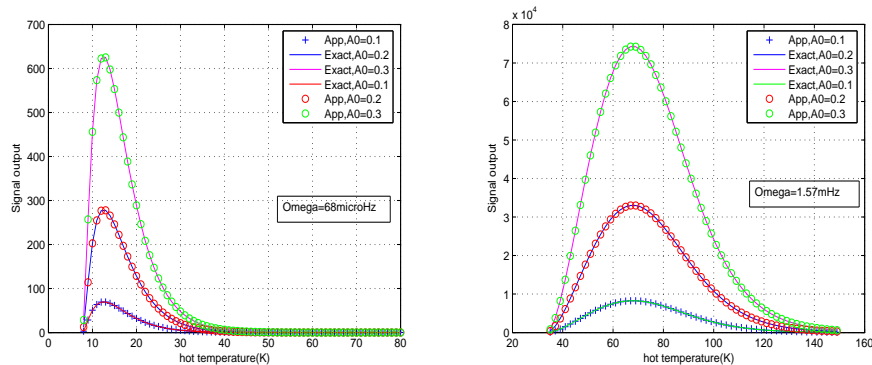 700
600
500
400
300
200
100
0
Signal output
0 10 20 30 40 50 60 70 80
hot temperature(K)
App,A0=0.1
Exact,A0=0.2
Exact,A0=0.3
Exact,A0=0.1
App,A0=0.2
App,A0=0.3
Omega=68microHz
x 10^4
8
7
6
5
4
3
2
1
0
Signal output
20 40 60 80 100 120 140 160
hot temperature(K)
App,A0=0.1
Exact,A0=0.2
Exact,A0=0.3
Exact,A0=0.1
App,A0=0.2
App,A0=0.3
Omega=1.57mHz